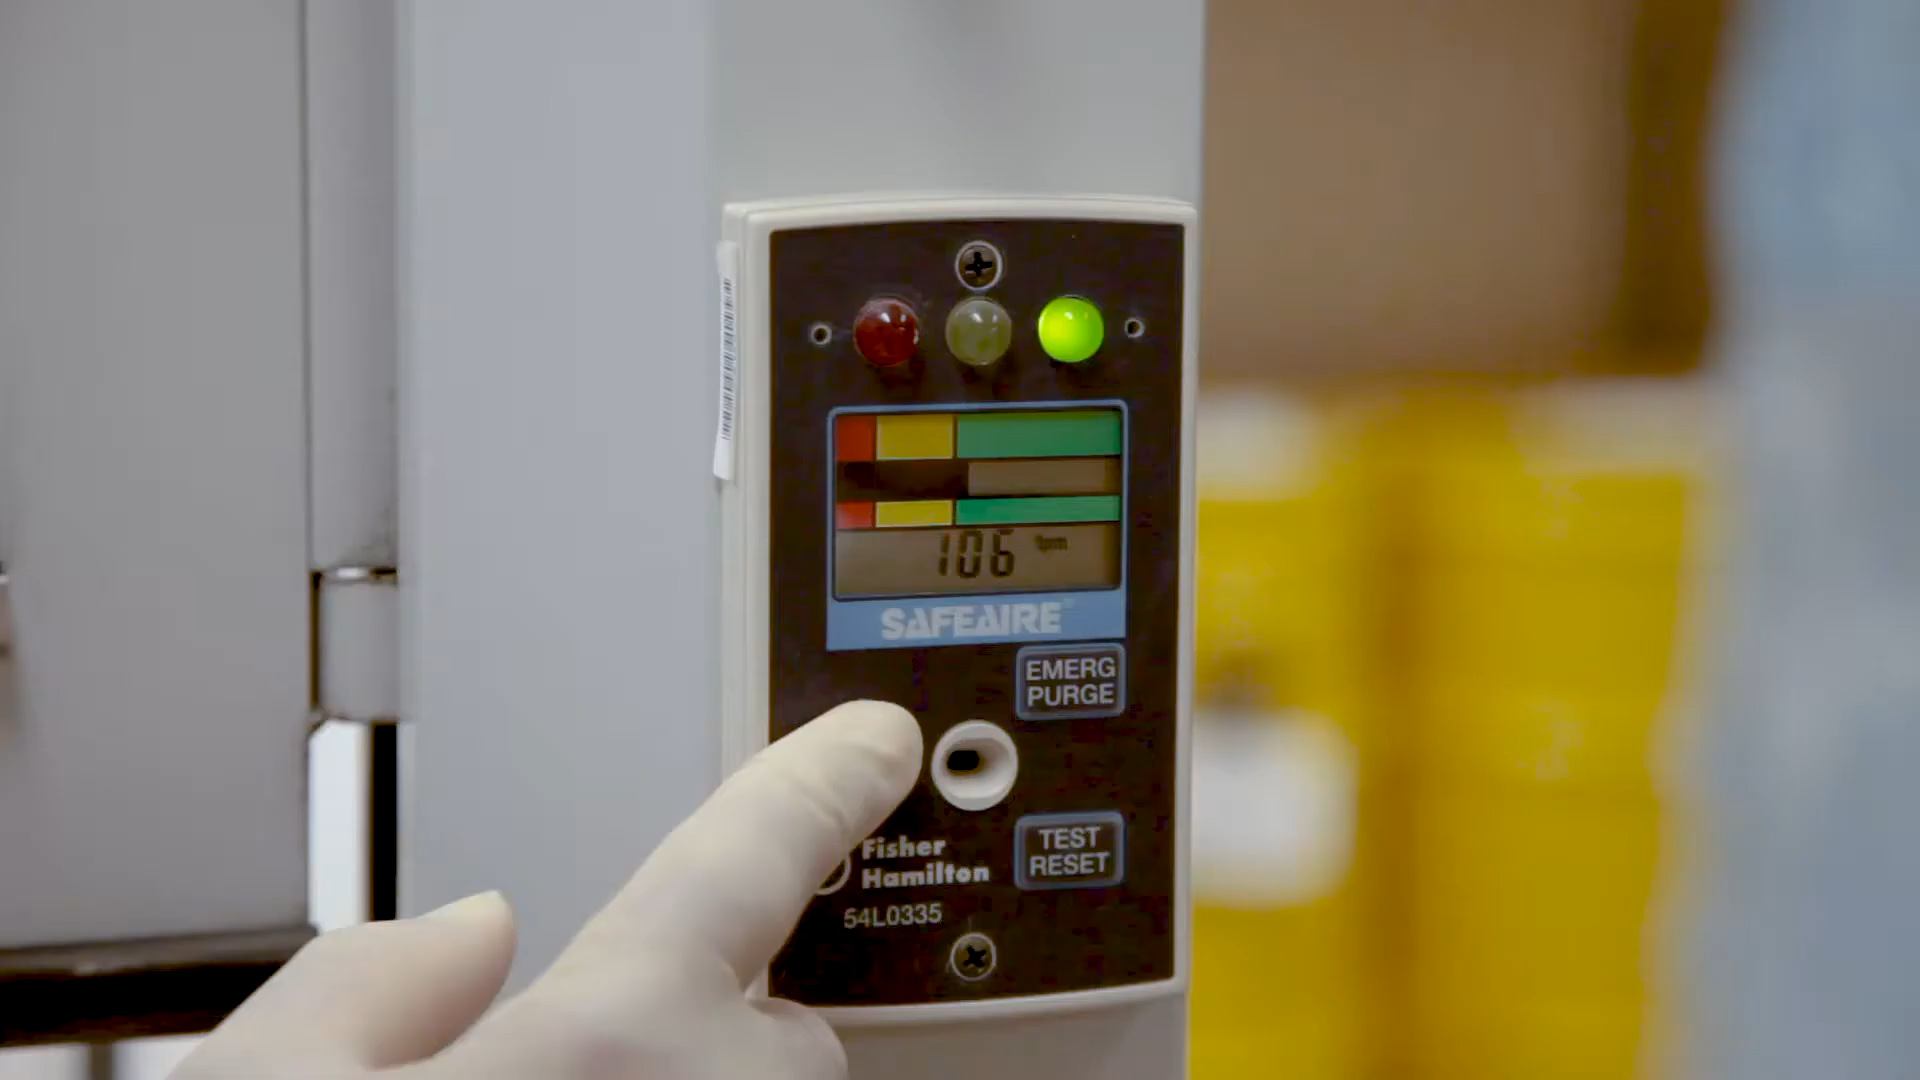 106 fpm
SAFEAIRE
EMERG
PURGE
Fisher
Hamilton
54L0335
TEST
RESET